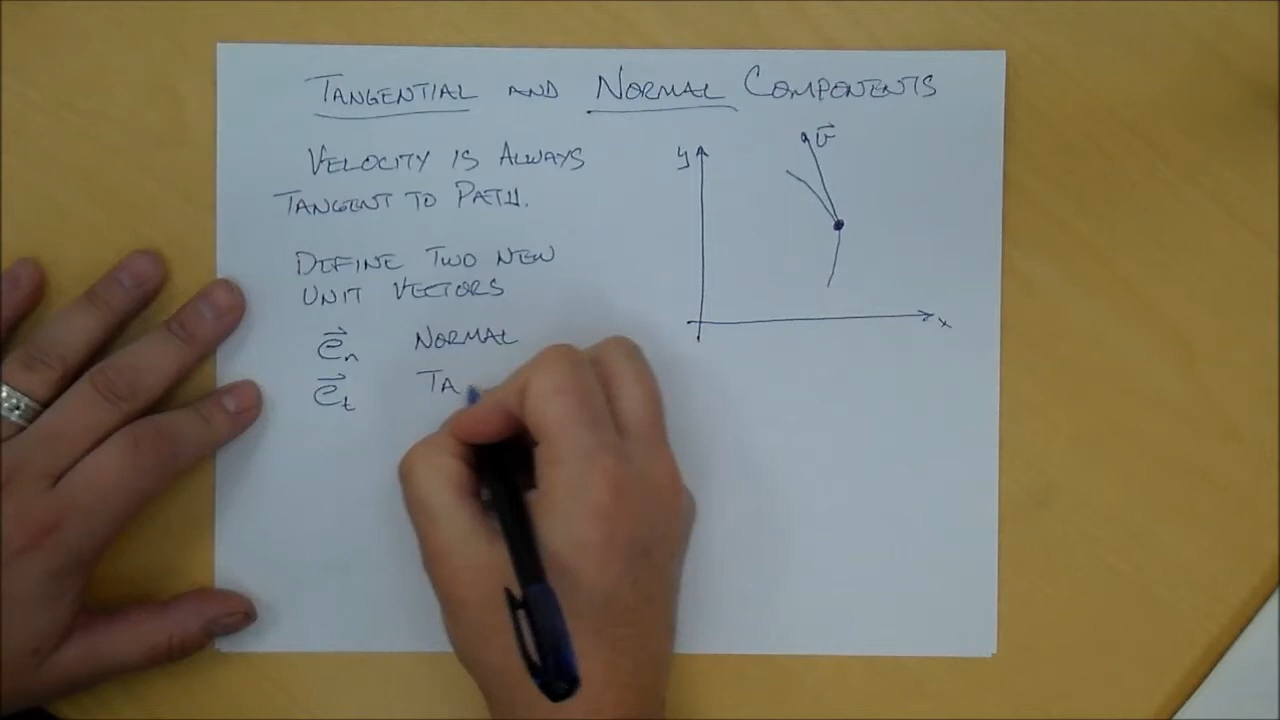 TANGENTIAL AND NORMAL COMPONENTS
VELOCITY IS ALWAYS
TANGENT TO PATH.
DEFINE TWO NEW
UNIT VECTORS
e⃗n NORMAL
e⃗t TA
v⃗
y
x